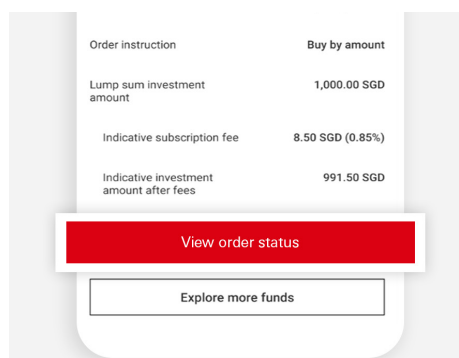 Order instruction Buy by amount
Lump sum investment 1,000.00 SGD
amount
Indicative subscription fee 8.50 SGD (0.85%)
Indicative investment 991.50 SGD
amount after fees
View order status
Explore more funds